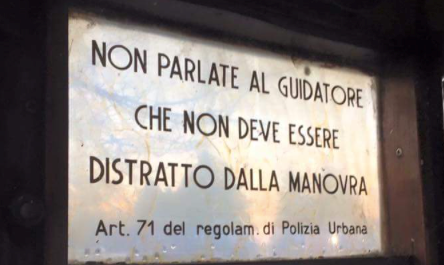 NON PARLATE AL GUIDATORE
CHE NON DEVE ESSERE
DISTRATTO DALLA MANOVRA
Art. 71 del regolam. di Polizia Urbana